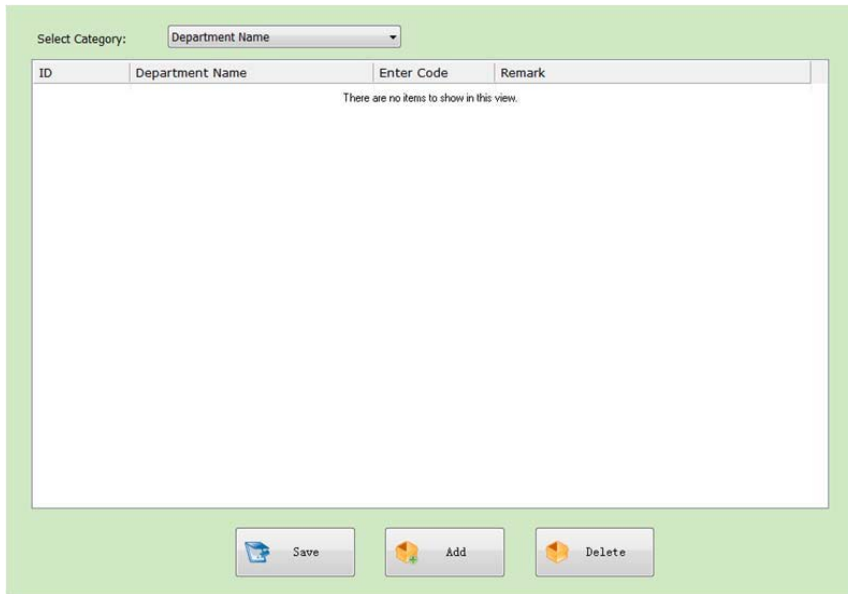 Select Category: Department Name
ID Department Name Enter Code Remark
There are no items to show in this view.
Save Add Delete